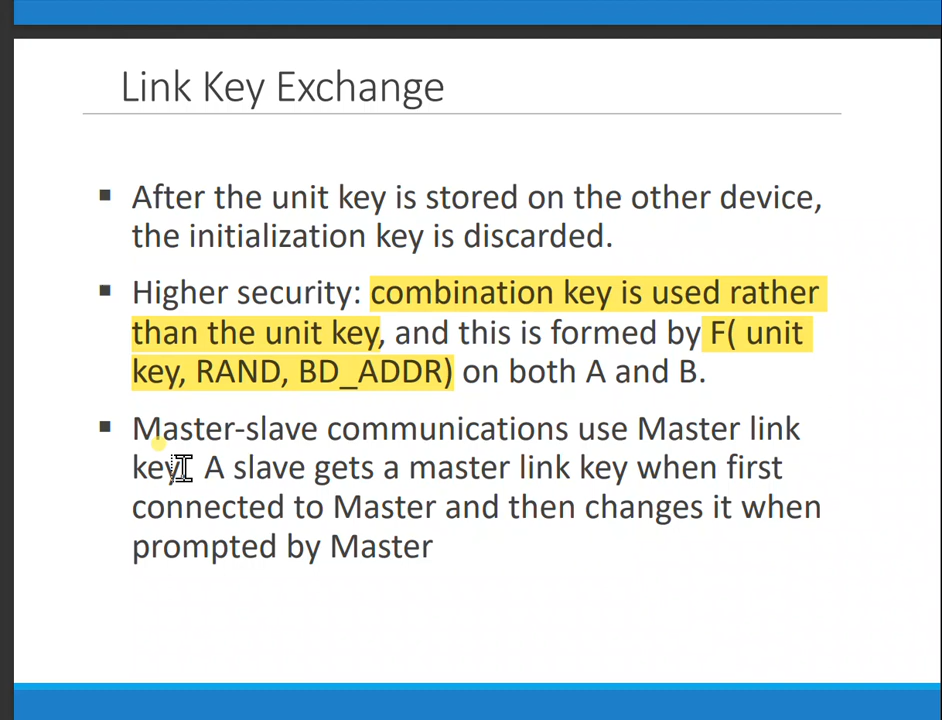 Link Key Exchange
▪ After the unit key is stored on the other device,
the initialization key is discarded.
▪ Higher security: combination key is used rather
than the unit key, and this is formed by F( unit
key, RAND, BD_ADDR) on both A and B.
▪ Master-slave communications use Master link
key. A slave gets a master link key when first
connected to Master and then changes it when
prompted by Master